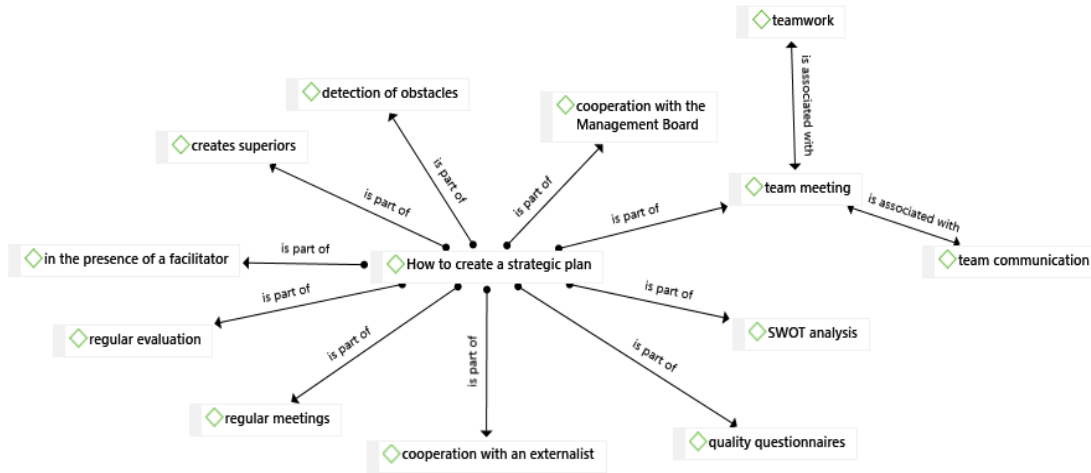 teamwork
is associated with
detection of obstacles
cooperation with the
Management Board
creates superiors
is part of
is part of
is part of
team meeting
is associated with
is part of
in the presence of a facilitator
is part of
How to create a strategic plan
team communication
is part of
is part of
regular evaluation
is part of
is part of
is part of
SWOT analysis
regular meetings
cooperation with an externalist
quality questionnaires